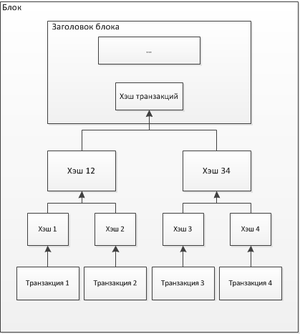 Блок
Заголовок блока
...
Хэш транзакций
Хэш 12
Хэш 34
Хэш 1
Хэш 2
Хэш 3
Хэш 4
Транзакция 1
Транзакция 2
Транзакция 3
Транзакция 4